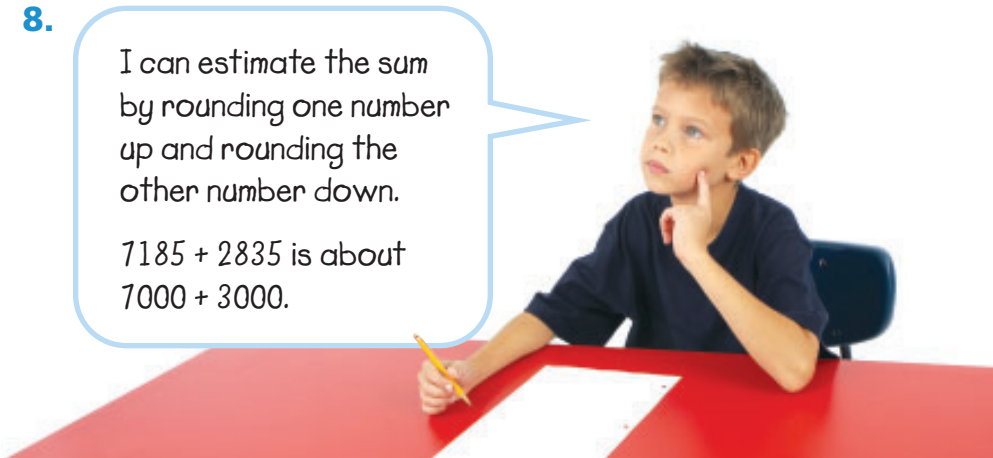 8.
I can estimate the sum
by rounding one number
up and rounding the
other number down.
7185 + 2835 is about
7000 + 3000.